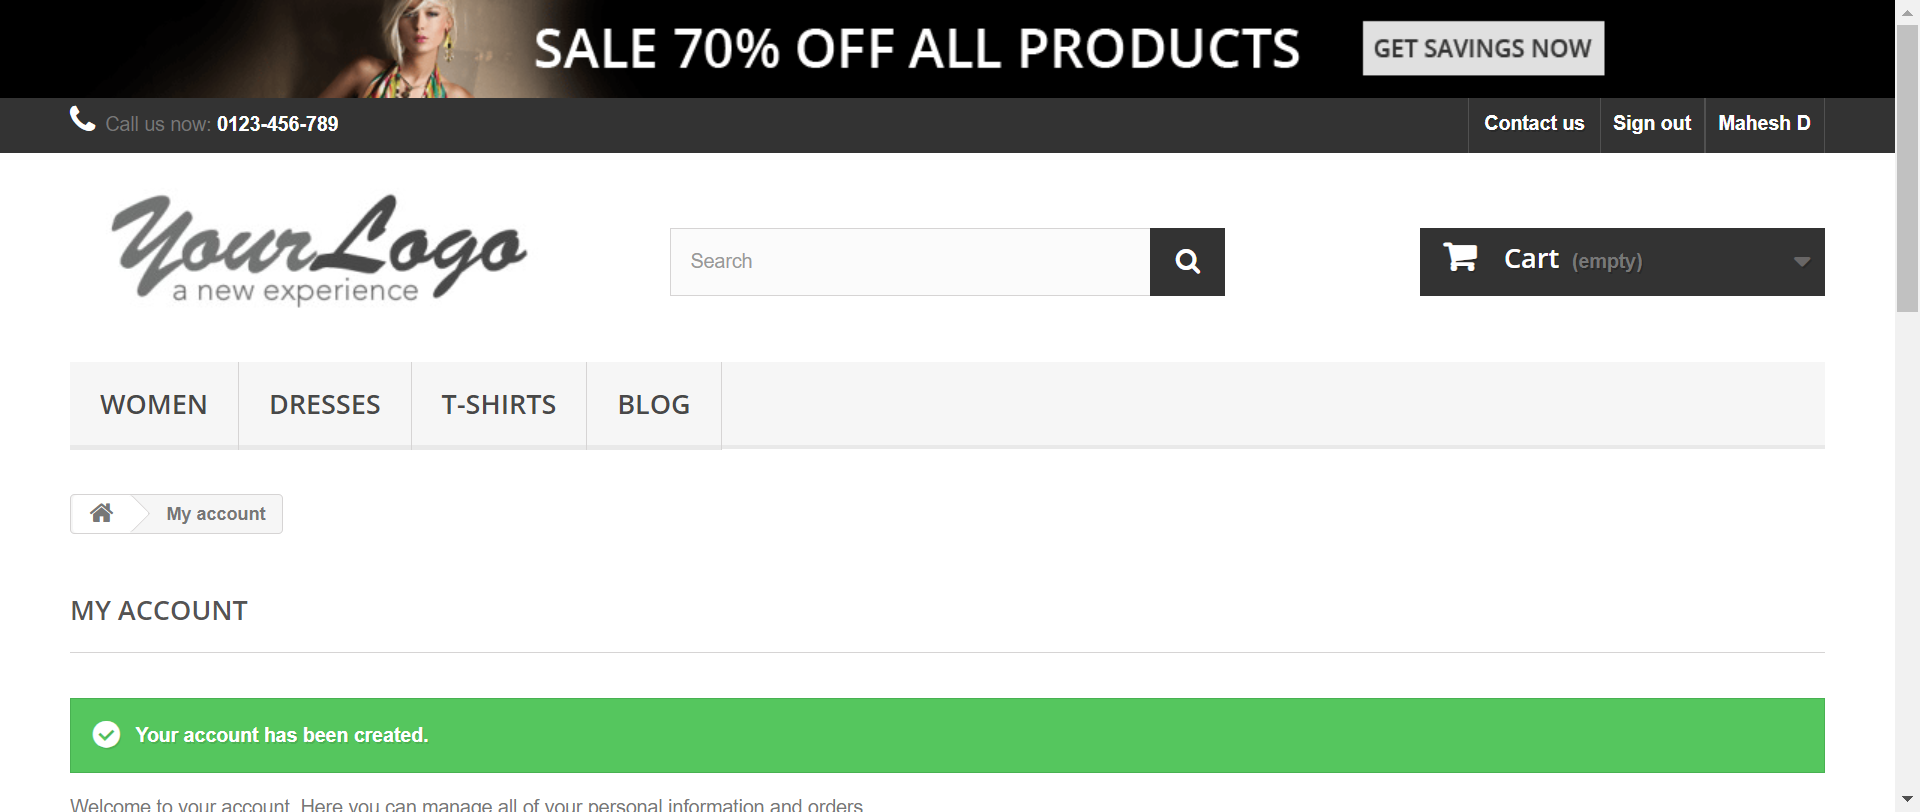 SALE 70% OFF ALL PRODUCTS GET SAVINGS NOW
Call us now: 0123-456-789 Contact us Sign out Mahesh D
YourLogo
a new experience
Search
Cart (empty)
WOMEN DRESSES T-SHIRTS BLOG
My account
MY ACCOUNT
Your account has been created.
Welcome to your account. Here you can manage all of your personal information and orders.